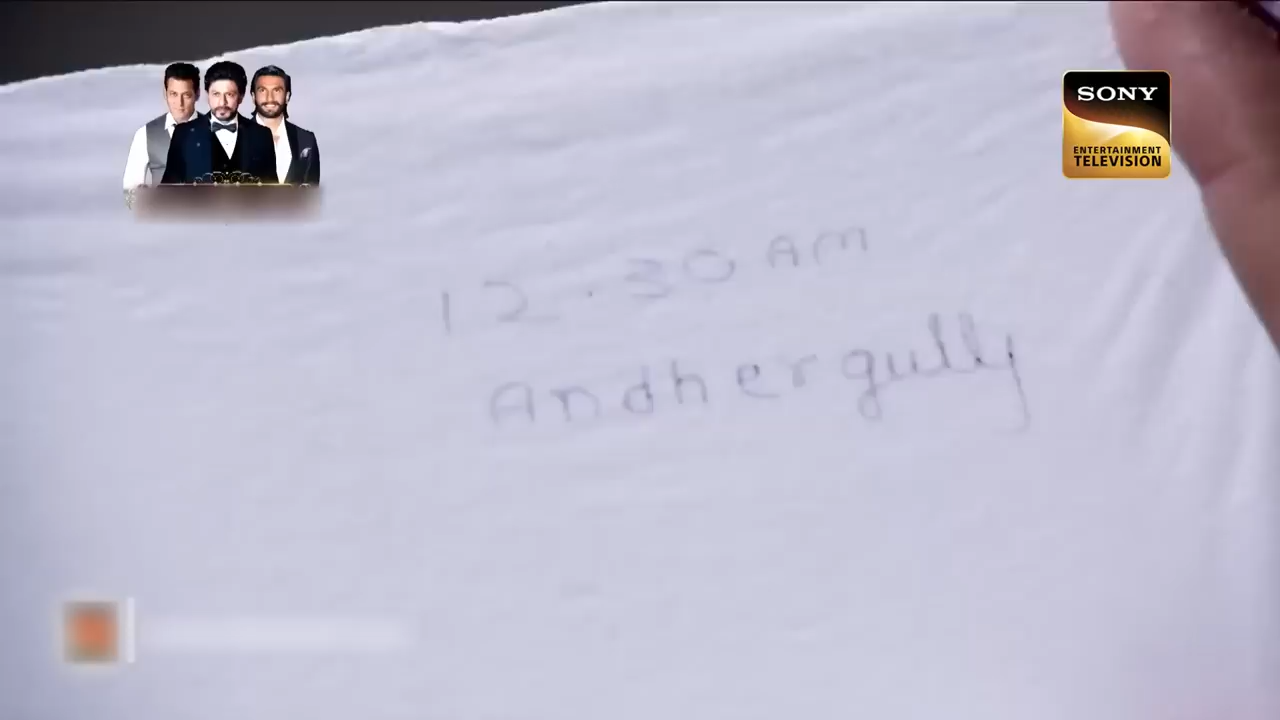 SONY
ENTERTAINMENT
TELEVISION
12.30 AM
Andhergully